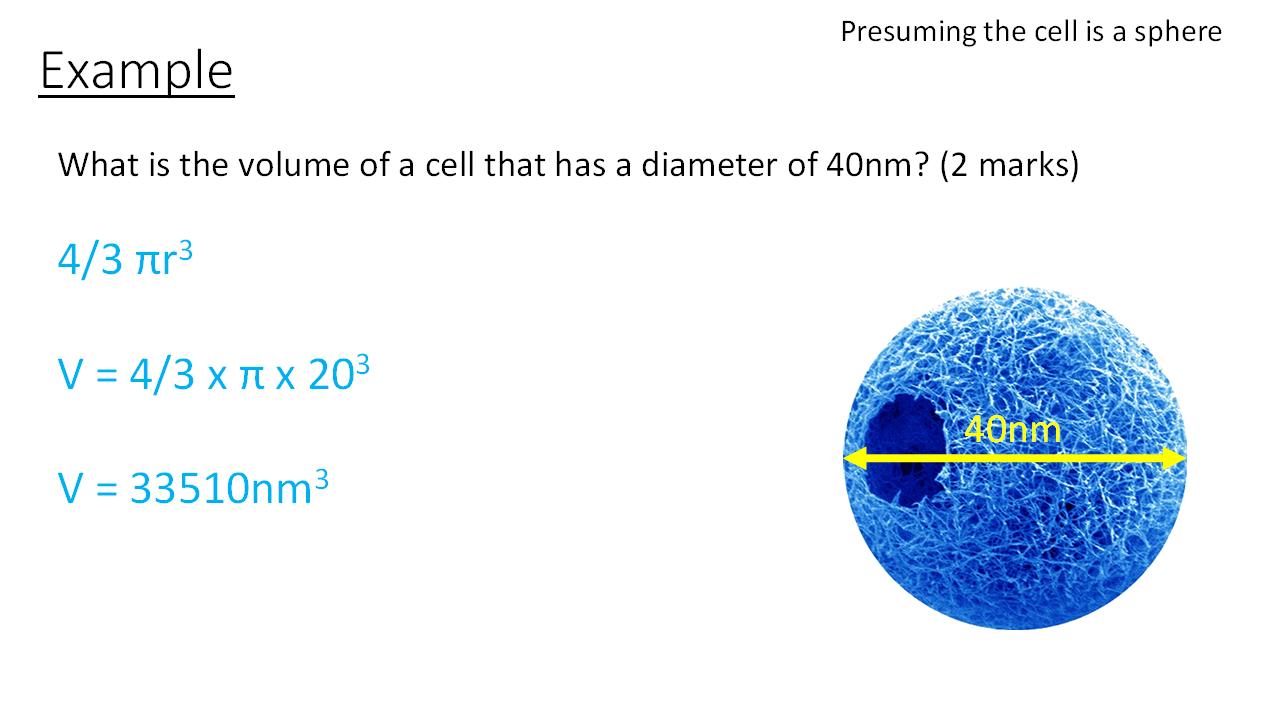 Presuming the cell is a sphere
Example
What is the volume of a cell that has a diameter of 40nm? (2 marks)
4/3 πr³
V = 4/3 x π x 20³
V = 33510nm³
40nm